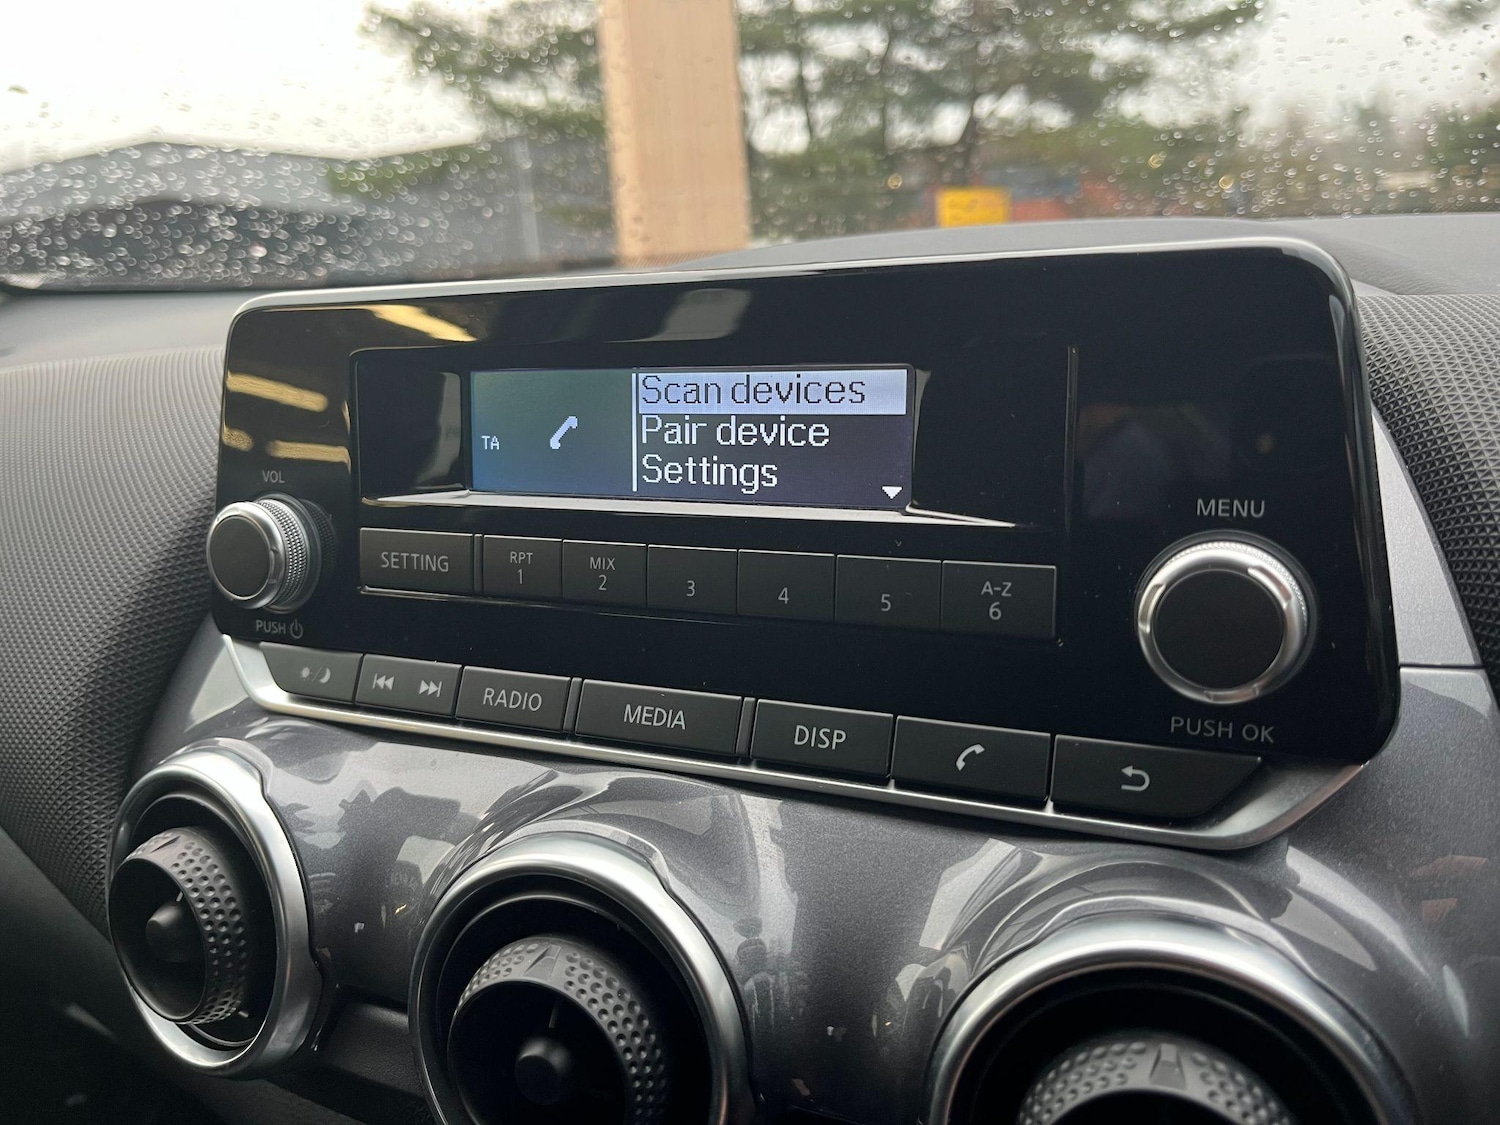 Scan devices
TA
Pair device
Settings
VOL
PUSH
MENU
PUSH OK
SETTING
RPT
1
MIX
2
3
4
5
A-Z
6
RADIO
MEDIA
DISP